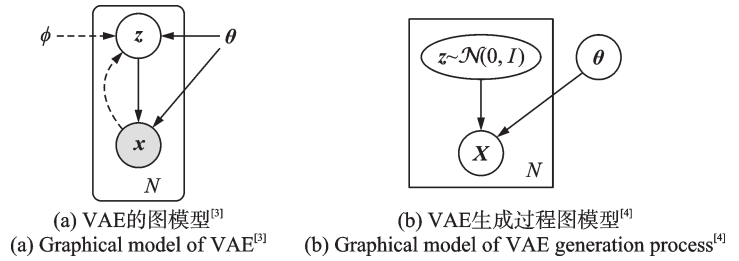 ϕ
z
θ
x
N
(a) VAE的图模型[3]
(a) Graphical model of VAE[3]
z~𝒩(0, I)
θ
X
N
(b) VAE生成过程图模型[4]
(b) Graphical model of VAE generation process[4]